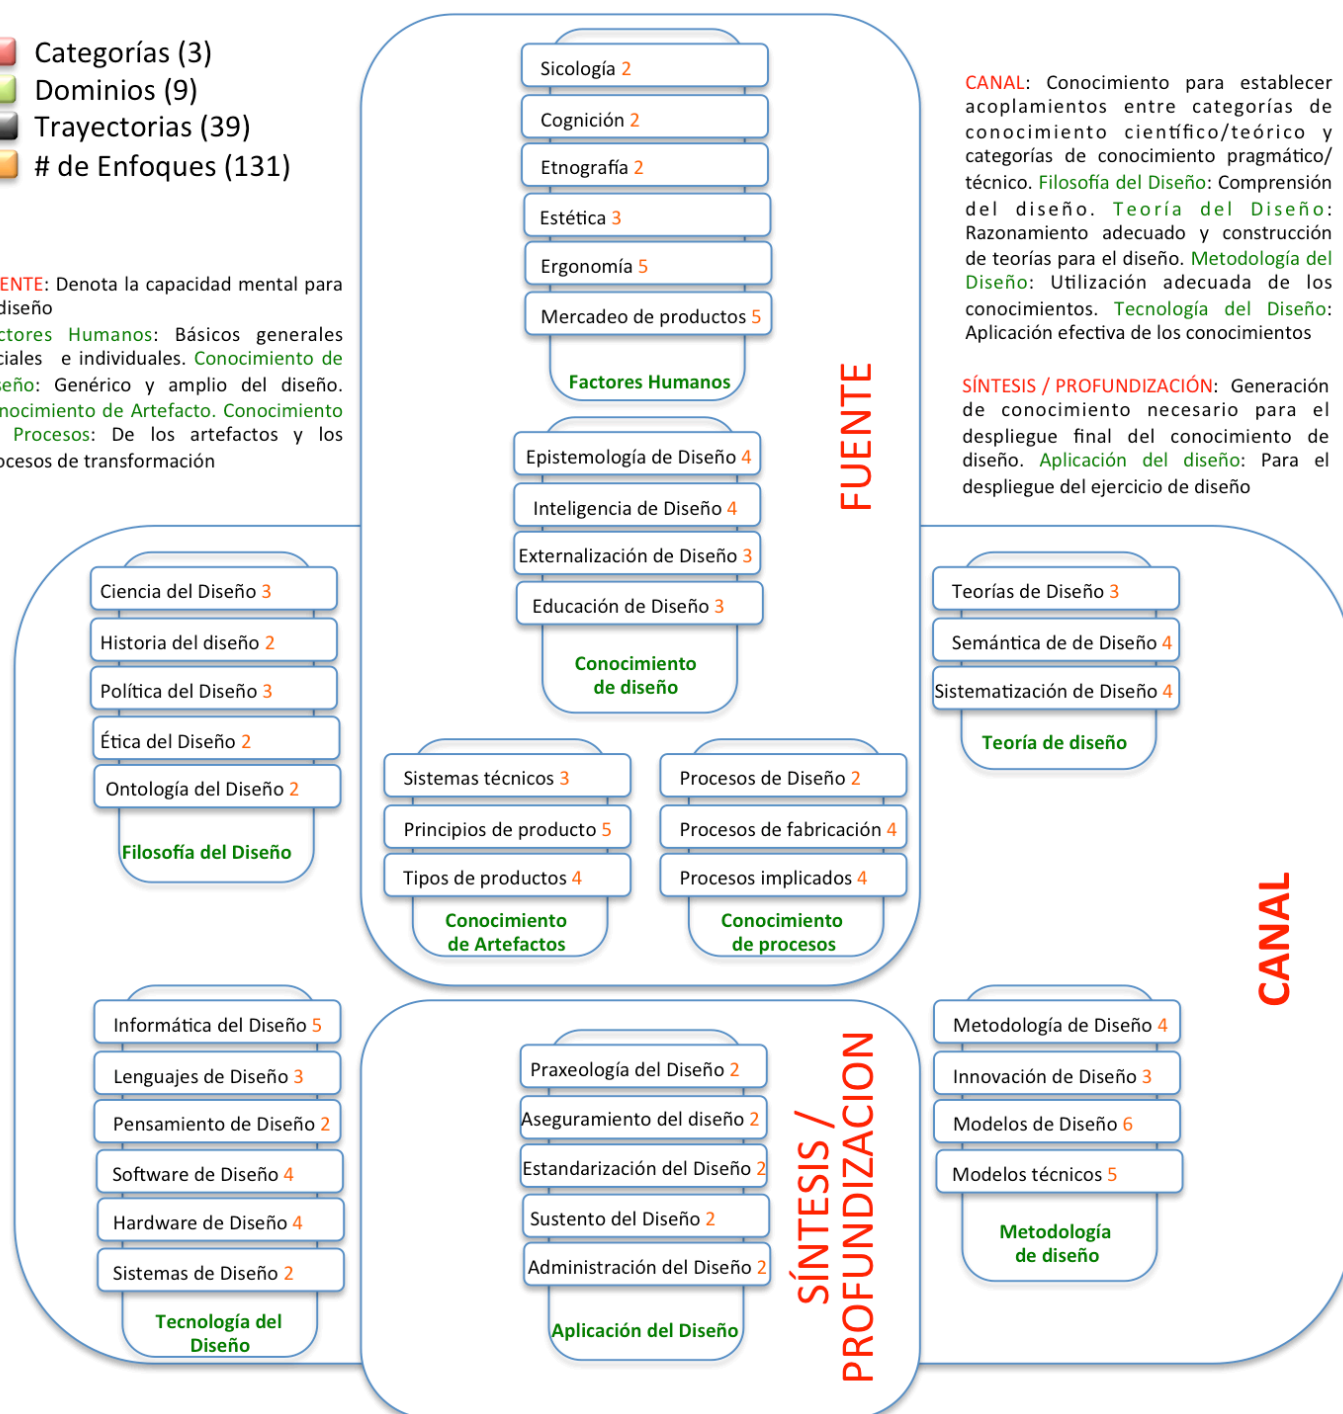 Categorías (3)
Dominios (9)
Trayectorias (39)
# de Enfoques (131)
ENTE: Denota la capacidad mental para
diseño
ctores Humanos: Básicos generales
ciales e individuales. Conocimiento de
seño: Genérico y amplio del diseño.
nocimiento de Artefacto. Conocimiento
Procesos: De los artefactos y los
ocesos de transformación
CANAL: Conocimiento para establecer
acoplamientos entre categorías de
conocimiento científico/teórico y
categorías de conocimiento pragmático/
técnico. Filosofía del Diseño: Comprensión
del diseño. Teoría del Diseño:
Razonamiento adecuado y construcción
de teorías para el diseño. Metodología del
Diseño: Utilización adecuada de los
conocimientos. Tecnología del Diseño:
Aplicación efectiva de los conocimientos
SÍNTESIS / PROFUNDIZACIÓN: Generación
de conocimiento necesario para el
despliegue final del conocimiento de
diseño. Aplicación del diseño: Para el
despliegue del ejercicio de diseño
Sicología 2
Cognición 2
Etnografía 2
Estética 3
Ergonomía 5
Mercadeo de productos 5
Factores Humanos
FUENTE
Epistemología de Diseño 4
Inteligencia de Diseño 4
Externalización de Diseño 3
Educación de Diseño 3
Conocimiento
de diseño
Sistemas técnicos 3
Principios de producto 5
Tipos de productos 4
Conocimiento
de Artefactos
Procesos de Diseño 2
Procesos de fabricación 4
Procesos implicados 4
Conocimiento
de procesos
Ciencia del Diseño 3
Historia del diseño 2
Política del Diseño 3
Ética del Diseño 2
Ontología del Diseño 2
Filosofía del Diseño
Teorías de Diseño 3
Semántica de de Diseño 4
Sistematización de Diseño 4
Teoría de diseño
CANAL
Informática del Diseño 5
Lenguajes de Diseño 3
Pensamiento de Diseño 2
Software de Diseño 4
Hardware de Diseño 4
Sistemas de Diseño 2
Tecnología del
Diseño
Praxeología del Diseño 2
Aseguramiento del diseño 2
Estandarización del Diseño 2
Sustento del Diseño 2
Administración del Diseño 2
Aplicación del Diseño
SÍNTESIS /
PROFUNDIZACION
Metodología de Diseño 4
Innovación de Diseño 3
Modelos de Diseño 6
Modelos técnicos 5
Metodología
de diseño